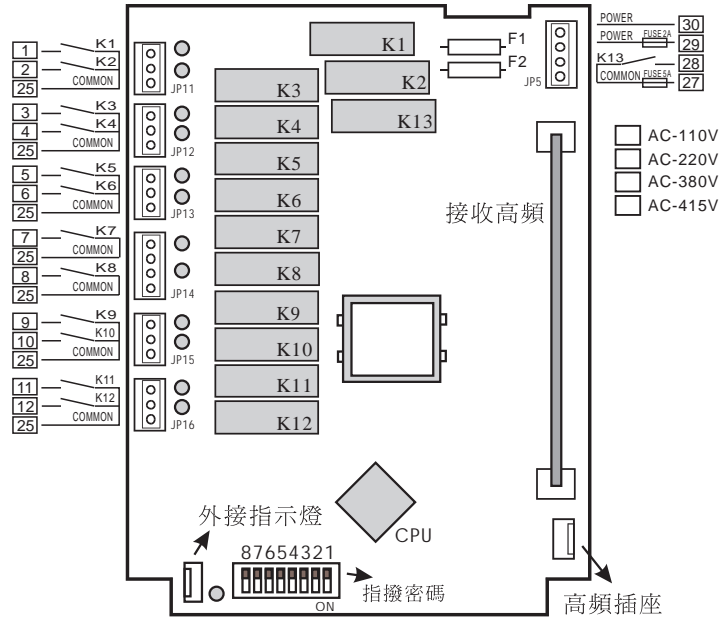 1 K1
2 K2
25 COMMON
JP11
3 K3
4 K4
25 COMMON
JP12
5 K5
6 K6
25 COMMON
JP13
7 K7
25 COMMON
8 K8
25 COMMON
JP14
9 K9
10 K10
25 COMMON
JP15
11 K11
12 K12
25 COMMON
JP16
K1
K2
K13
K3
K4
K5
K6
K7
K8
K9
K10
K11
K12
F1
F2
JP5
POWER 30
POWER FUSE 2A 29
K13 28
COMMON FUSE 5A 27
AC-110V
AC-220V
AC-380V
AC-415V
接收高頻
CPU
外接指示燈
87654321
ON
指撥密碼
高頻插座